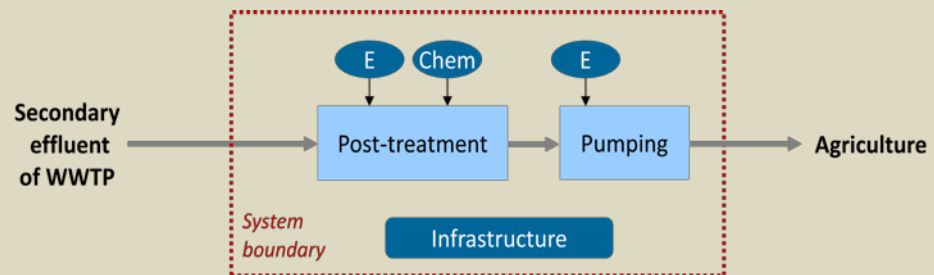 E
Chem
E
Secondary
effluent
of WWTP
Post-treatment
Pumping
Agriculture
System
boundary
Infrastructure